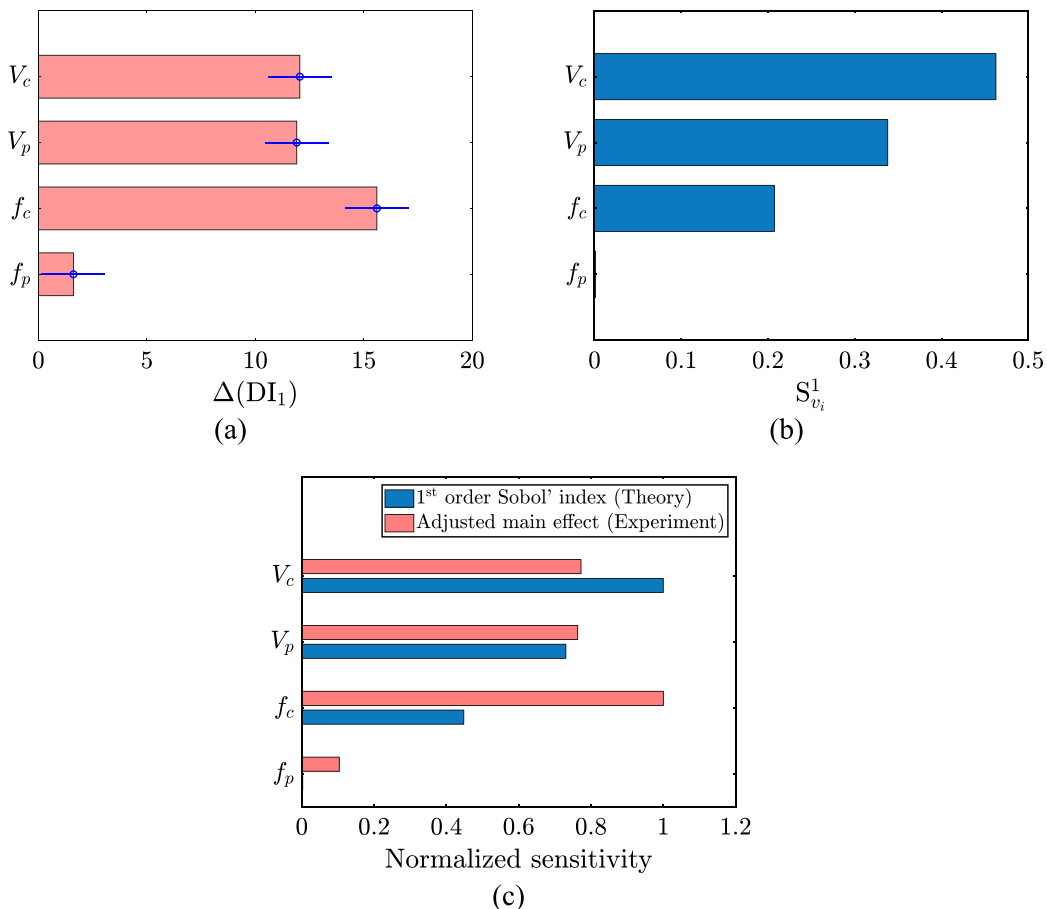 V_c
V_p
f_c
f_p
0 5 10 15 20
Δ(DI₁)
(a)
V_c
V_p
f_c
f_p
0 0.1 0.2 0.3 0.4 0.5
S¹_{v_i}
(b)
1ˢᵗ order Sobol' index (Theory)
Adjusted main effect (Experiment)
V_c
V_p
f_c
f_p
0 0.2 0.4 0.6 0.8 1 1.2
Normalized sensitivity
(c)